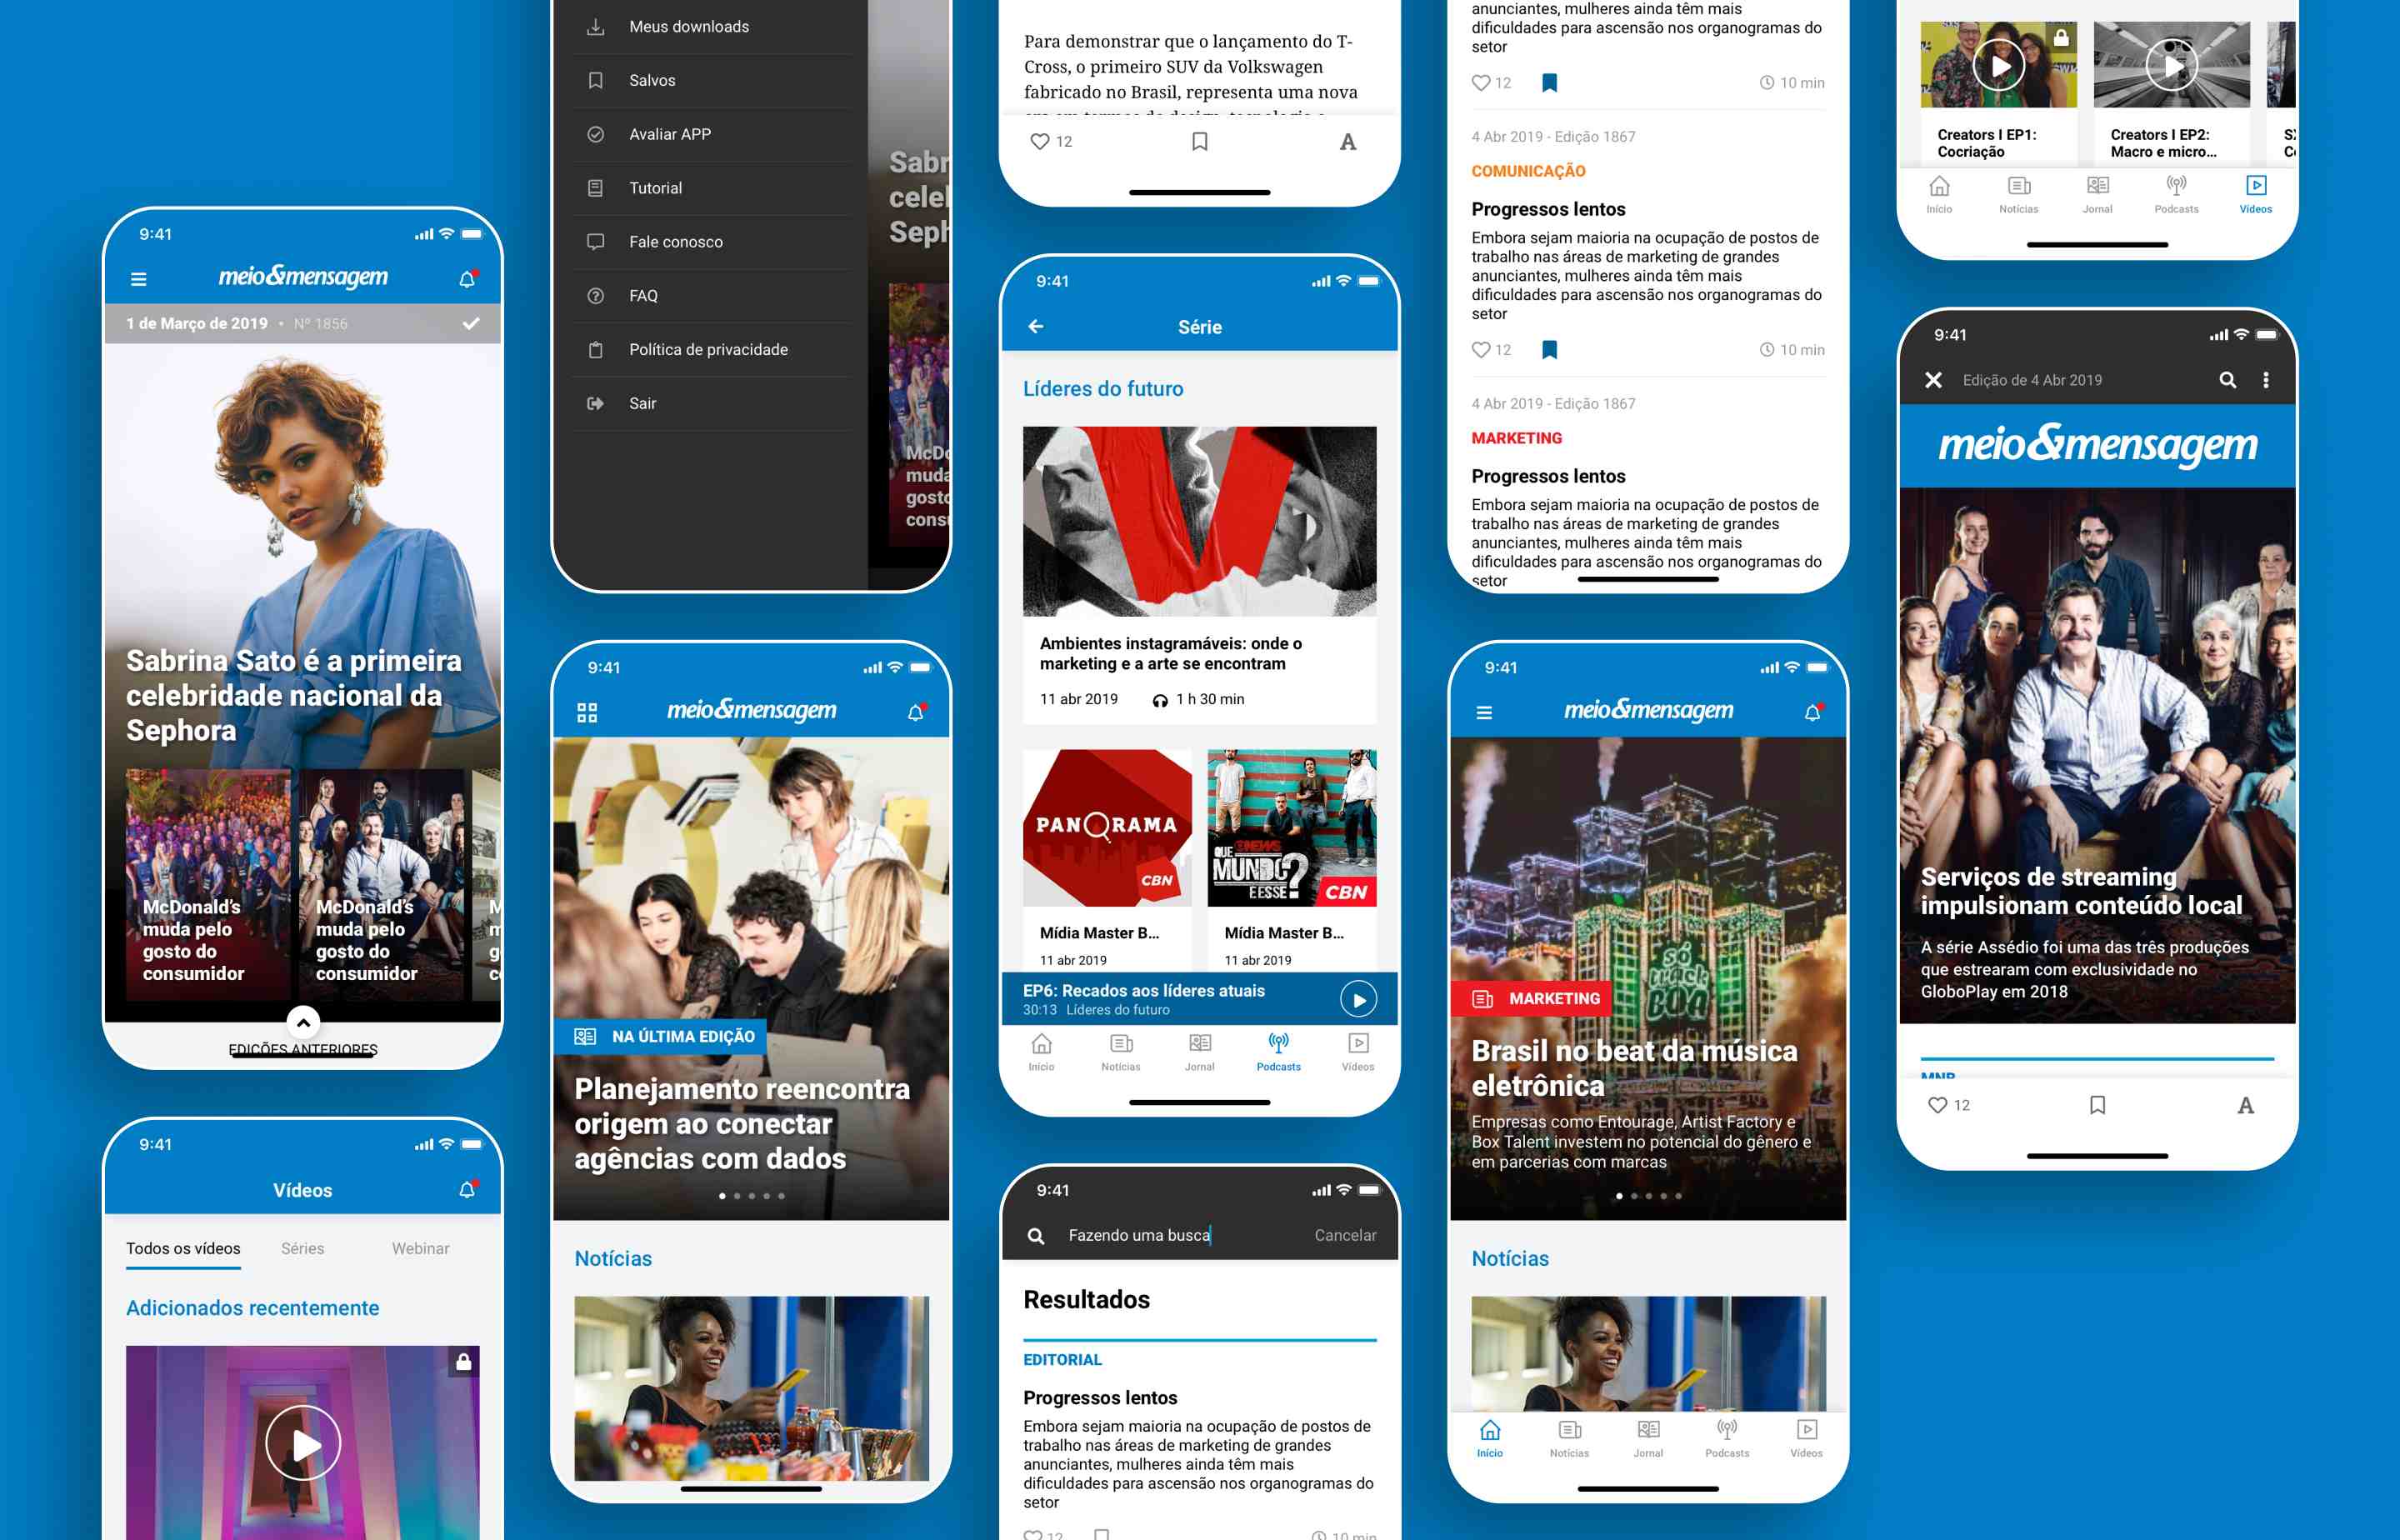 9:41
meio&mensagem
1 de Março de 2019 • Nº 1856
Sabrina Sato é a primeira
celebridade nacional da
Sephora
McDonald's
muda pelo
gosto do
consumidor
McDonald's
muda pelo
gosto do
consumidor
EDIÇÕES ANTERIORES
9:41
Vídeos
Todos os vídeos Séries Webinar
Adicionados recentemente
Meus downloads
Salvos
Avaliar APP
Tutorial
Fale conosco
FAQ
Política de privacidade
Sair
Sabr
celel
Seph
McDo
muda
gosto
consu
9:41
meio&mensagem
NA ÚLTIMA EDIÇÃO
Planejamento reencontra
origem ao conectar
agências com dados
Notícias
Para demonstrar que o lançamento do T-
Cross, o primeiro SUV da Volkswagen
fabricado no Brasil, representa uma nova
12 A
9:41
Série
Líderes do futuro
Ambientes instagramáveis: onde o
marketing e a arte se encontram
11 abr 2019 1 h 30 min
PANORAMA
CBN
QUE
MUNDO?
É ESSE
CBN
Mídia Master B...
11 abr 2019
Mídia Master B...
11 abr 2019
EP6: Recados aos líderes atuais
30:13 Líderes do futuro
Início Notícias Jornal Podcasts Vídeos
9:41
Fazendo uma busca Cancelar
Resultados
EDITORIAL
Progressos lentos
Embora sejam maioria na ocupação de postos de
trabalho nas áreas de marketing de grandes
anunciantes, mulheres ainda têm mais
dificuldades para ascensão nos organogramas do
setor
12 10 min
anunciantes, mulheres ainda têm mais
dificuldades para ascensão nos organogramas do
setor
12 10 min
4 Abr 2019 - Edição 1867
COMUNICAÇÃO
Progressos lentos
Embora sejam maioria na ocupação de postos de
trabalho nas áreas de marketing de grandes
anunciantes, mulheres ainda têm mais
dificuldades para ascensão nos organogramas do
setor
12 10 min
4 Abr 2019 - Edição 1867
MARKETING
Progressos lentos
Embora sejam maioria na ocupação de postos de
trabalho nas áreas de marketing de grandes
anunciantes, mulheres ainda têm mais
dificuldades para ascensão nos organogramas do
setor
9:41
meio&mensagem
só
track
BOA
MARKETING
Brasil no beat da música
eletrônica
Empresas como Entourage, Artist Factory e
Box Talent investem no potencial do gênero e
em parcerias com marcas
Notícias
Início Notícias Jornal Podcasts Vídeos
Creators I EP1:
Cocriação
Creators I EP2:
Macro e micro...
Início Notícias Jornal Podcasts Vídeos
9:41
Edição de 4 Abr 2019
meio&mensagem
Serviços de streaming
impulsionam conteúdo local
A série Assédio foi uma das três produções
que estrearam com exclusividade no
GloboPlay em 2018
12 A